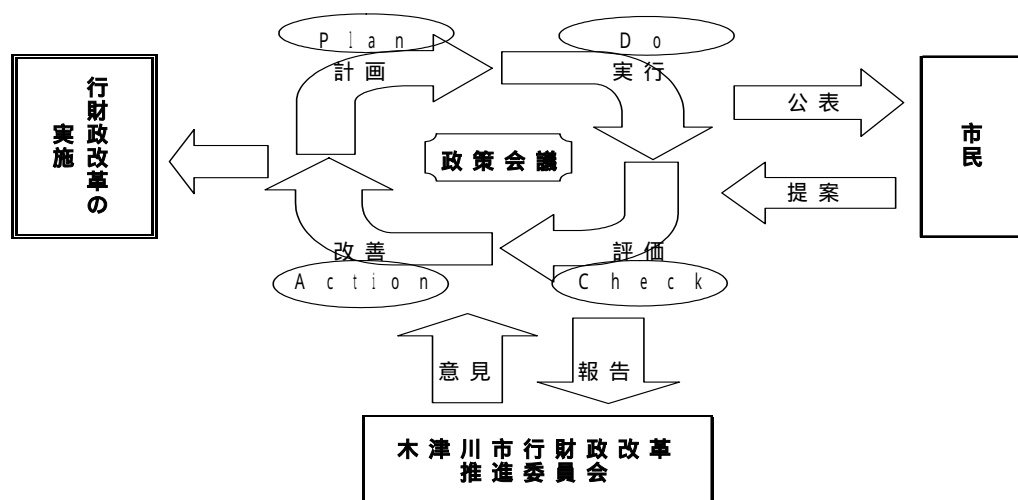 Plan
計画
Do
実行
行財政改革の
実施
政策会議
公表
提案
市民
改善
Action
評価
Check
意見
報告
木津川市行財政改革
推進委員会